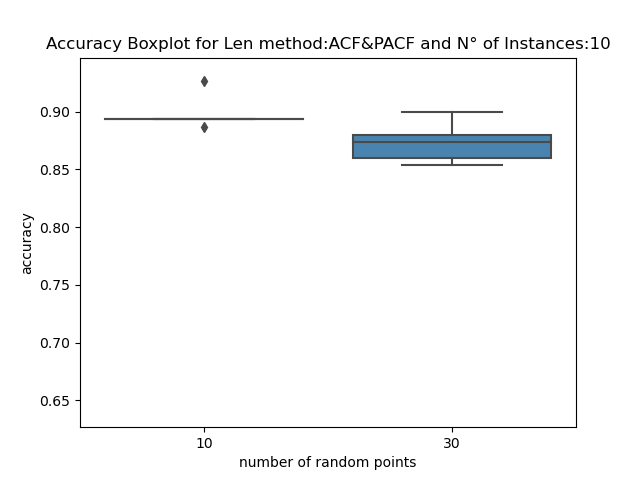 Accuracy Boxplot for Len method:ACF&PACF and N° of Instances:10
0.90
0.85
0.80
0.75
0.70
0.65
accuracy
10 30
number of random points